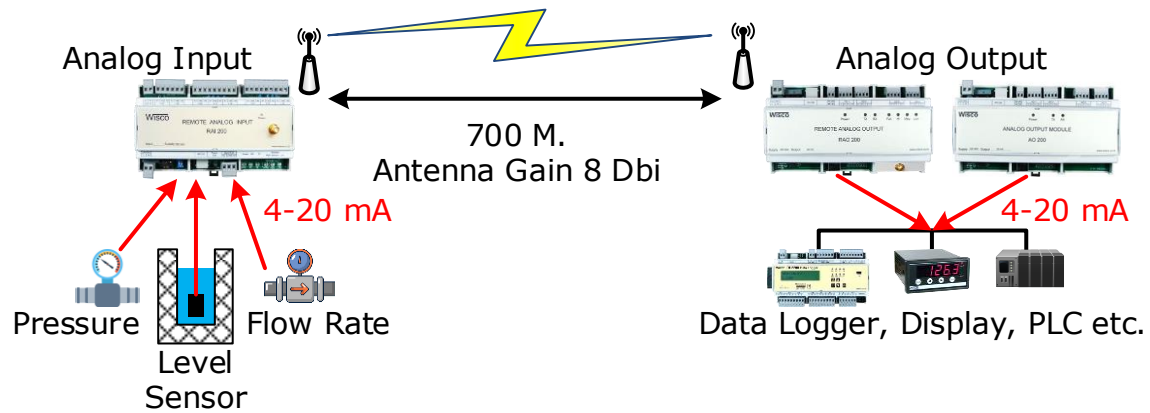 Analog Input
Analog Output
WISCO
REMOTE ANALOG INPUT
RAI 200
WISCO
REMOTE ANALOG OUTPUT
RAO 200
WISCO
ANALOG OUTPUT MODULE
AO 200
700 M.
Antenna Gain 8 Dbi
4-20 mA
4-20 mA
1263
Pressure
Flow Rate
Level
Sensor
Data Logger, Display, PLC etc.